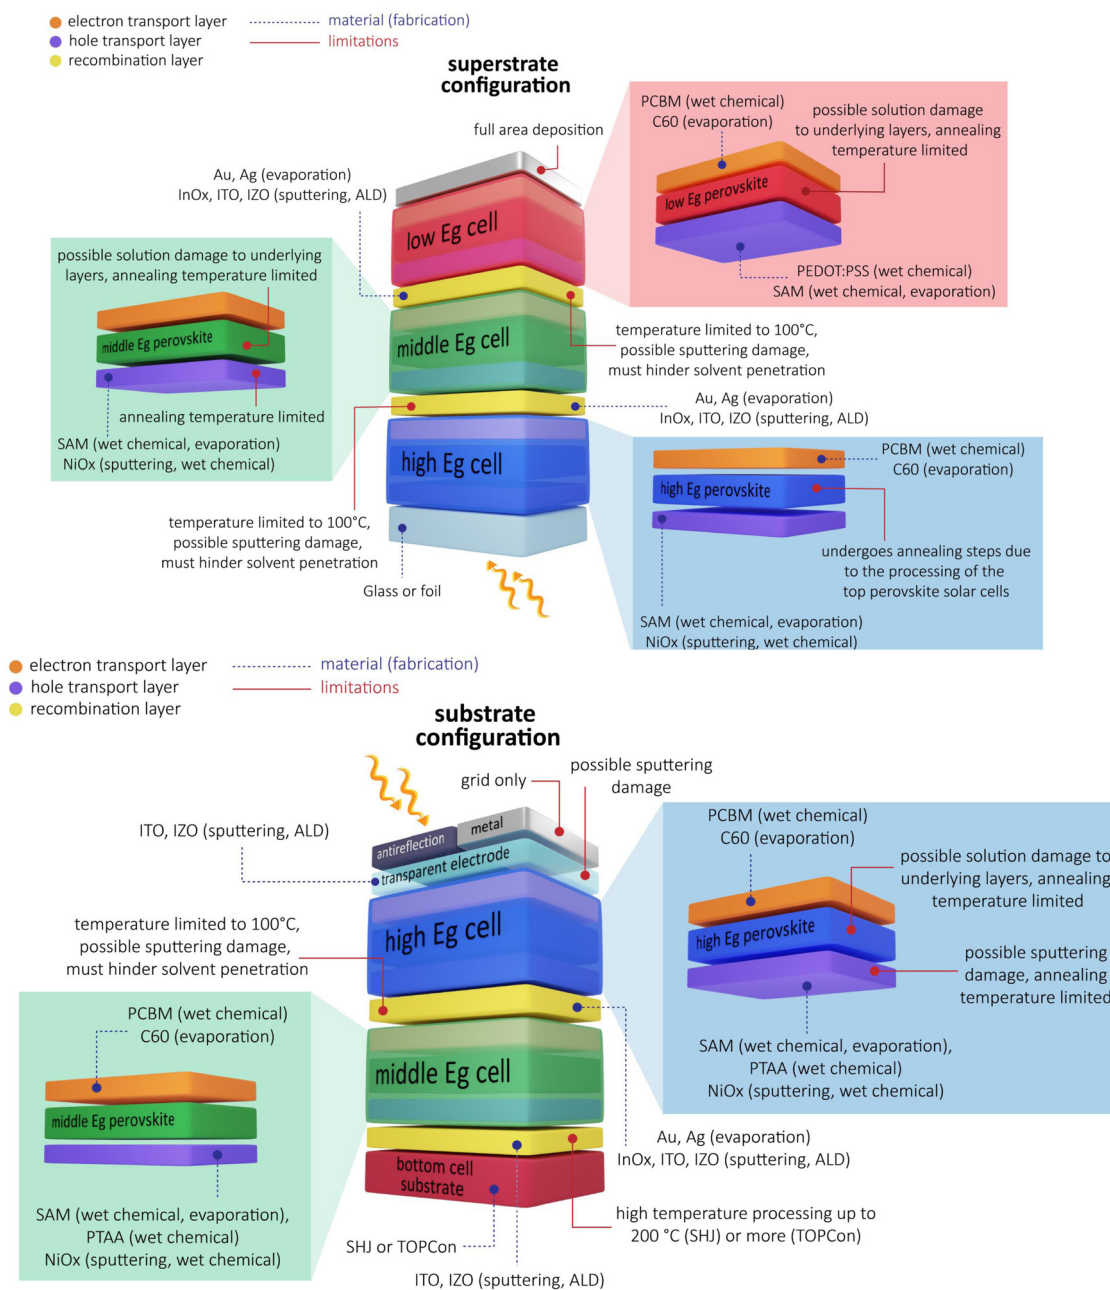 electron transport layer
material (fabrication)
hole transport layer
limitations
recombination layer
superstrate
configuration
full area deposition
Au, Ag (evaporation)
InOx, ITO, IZO (sputtering, ALD)
low Eg cell
PCBM (wet chemical)
C60 (evaporation)
possible solution damage
to underlying layers, annealing
temperature limited
low Eg perovskite
PEDOT:PSS (wet chemical)
SAM (wet chemical, evaporation)
possible solution damage to underlying
layers, annealing temperature limited
middle Eg perovskite
annealing temperature limited
SAM (wet chemical, evaporation)
NiOx (sputtering, wet chemical)
middle Eg cell
temperature limited to 100°C,
possible sputtering damage,
must hinder solvent penetration
Au, Ag (evaporation)
InOx, ITO, IZO (sputtering, ALD)
high Eg cell
PCBM (wet chemical)
C60 (evaporation)
high Eg perovskite
undergoes annealing steps due
to the processing of the
top perovskite solar cells
SAM (wet chemical, evaporation)
NiOx (sputtering, wet chemical)
temperature limited to 100°C,
possible sputtering damage,
must hinder solvent penetration
Glass or foil
electron transport layer
material (fabrication)
hole transport layer
limitations
recombination layer
substrate
configuration
grid only
possible sputtering
damage
ITO, IZO (sputtering, ALD)
antireflection
metal
transparent electrode
high Eg cell
PCBM (wet chemical)
C60 (evaporation)
possible solution damage to
underlying layers, annealing
temperature limited
high Eg perovskite
possible sputtering
damage, annealing
temperature limited
SAM (wet chemical, evaporation),
PTAA (wet chemical)
NiOx (sputtering, wet chemical)
temperature limited to 100°C,
possible sputtering damage,
must hinder solvent penetration
PCBM (wet chemical)
C60 (evaporation)
middle Eg perovskite
SAM (wet chemical, evaporation),
PTAA (wet chemical)
NiOx (sputtering, wet chemical)
middle Eg cell
Au, Ag (evaporation)
InOx, ITO, IZO (sputtering, ALD)
bottom cell
substrate
high temperature processing up to
200 °C (SHJ) or more (TOPCon)
SHJ or TOPCon
ITO, IZO (sputtering, ALD)